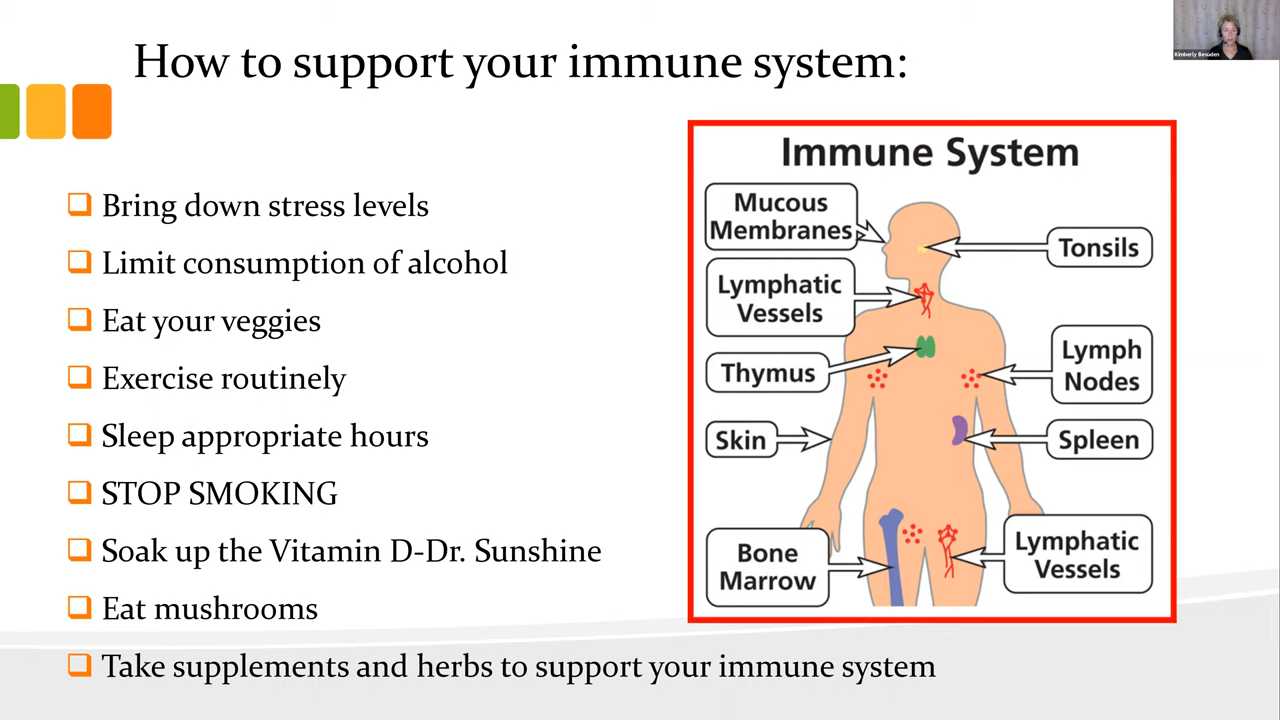 How to support your immune system:
Kimberly Besuden
Bring down stress levels
Limit consumption of alcohol
Eat your veggies
Exercise routinely
Sleep appropriate hours
STOP SMOKING
Soak up the Vitamin D-Dr. Sunshine
Eat mushrooms
Take supplements and herbs to support your immune system
Immune System
Mucous
Membranes
Tonsils
Lymphatic
Vessels
Thymus
Lymph
Nodes
Skin
Spleen
Bone
Marrow
Lymphatic
Vessels